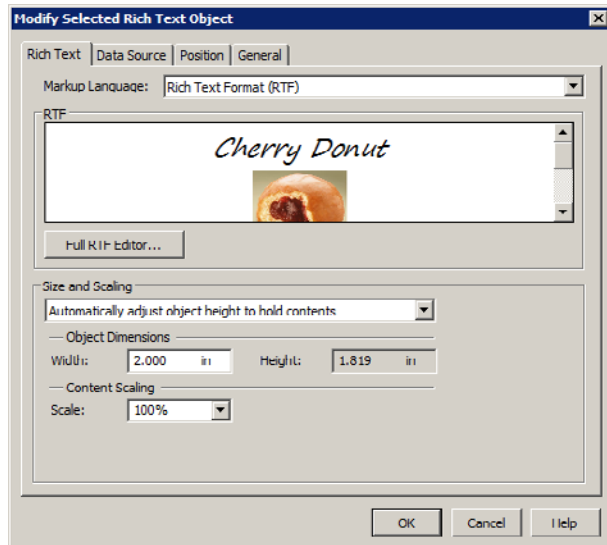 Modify Selected Rich Text Object
Rich Text Data Source Position General
Markup Language: Rich Text Format (RTF)
RTF
Cherry Donut
Full RTF Editor...
Size and Scaling
Automatically adjust object height to hold contents
Object Dimensions
Width: 2.000 in Height: 1.819 in
Content Scaling
Scale: 100%
OK Cancel Help